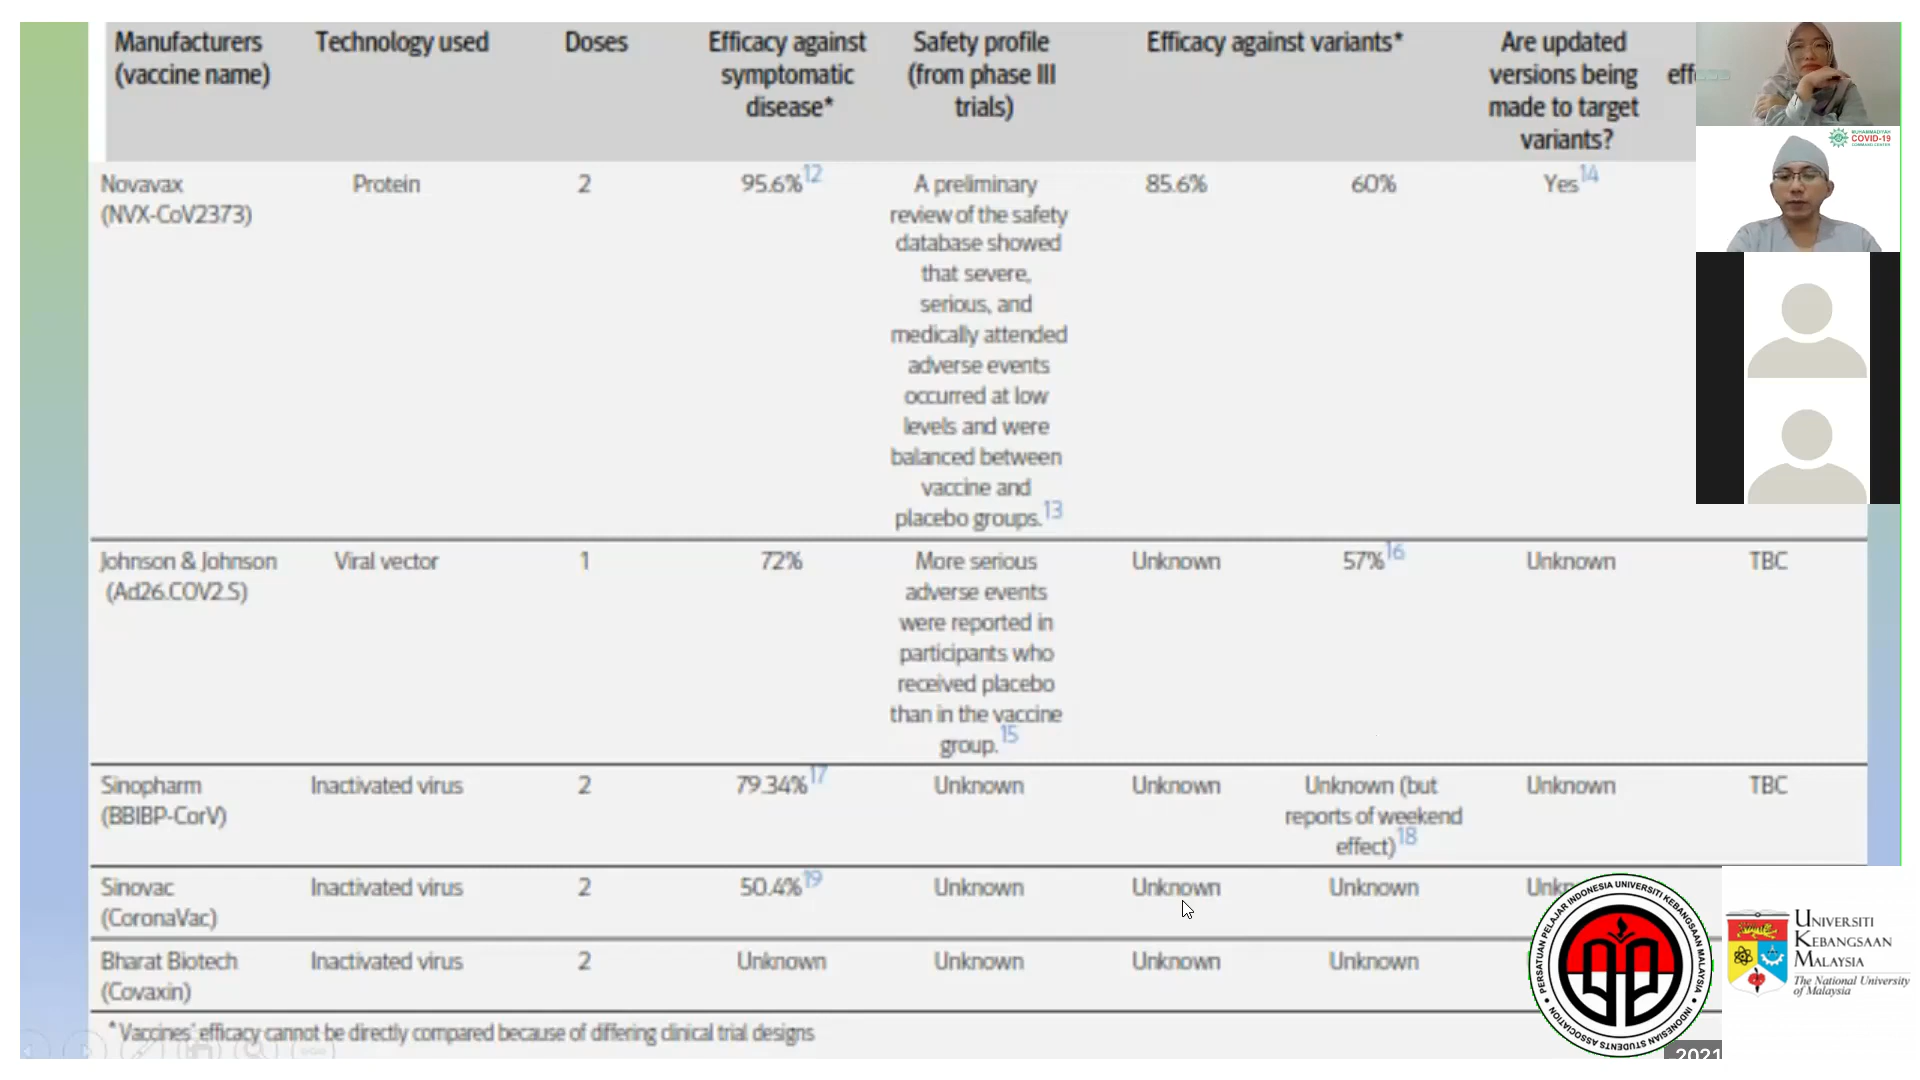 Manufacturers
(vaccine name)
Technology used
Doses
Efficacy against
symptomatic
disease*
Safety profile
(from phase III
trials)
Efficacy against variants*
Are updated
versions being
made to target
variants?
Novavax
(NVX-CoV2373)
Protein
2
95.6%12
A preliminary
review of the safety
database showed
that severe,
serious, and
medically attended
adverse events
occurred at low
levels and were
balanced between
vaccine and
placebo groups.13
85.6%
60%
Yes14
Johnson & Johnson
(Ad26.COV2.S)
Viral vector
1
72%
More serious
adverse events
were reported in
participants who
received placebo
than in the vaccine
group.15
Unknown
57%16
Unknown
TBC
Sinopharm
(BBIBP-CorV)
Inactivated virus
2
79.34%17
Unknown
Unknown
Unknown (but
reports of weekend
effect)18
Unknown
TBC
Sinovac
(CoronaVac)
Inactivated virus
2
50.4%19
Unknown
Unknown
Unknown
Bharat Biotech
(Covaxin)
Inactivated virus
2
Unknown
Unknown
Unknown
Unknown
*Vaccines' efficacy cannot be directly compared because of differing clinical trial designs
MUHAMMADIYAH
COVID-19
COMMAND CENTER
PERSATUAN PELAJAR INDONESIA UNIVERSITI KEBANGSAAN MALAYSIA
INDONESIAN STUDENTS ASSOCIATION
UNIVERSITI
KEBANGSAAN
MALAYSIA
The National University
of Malaysia
2021